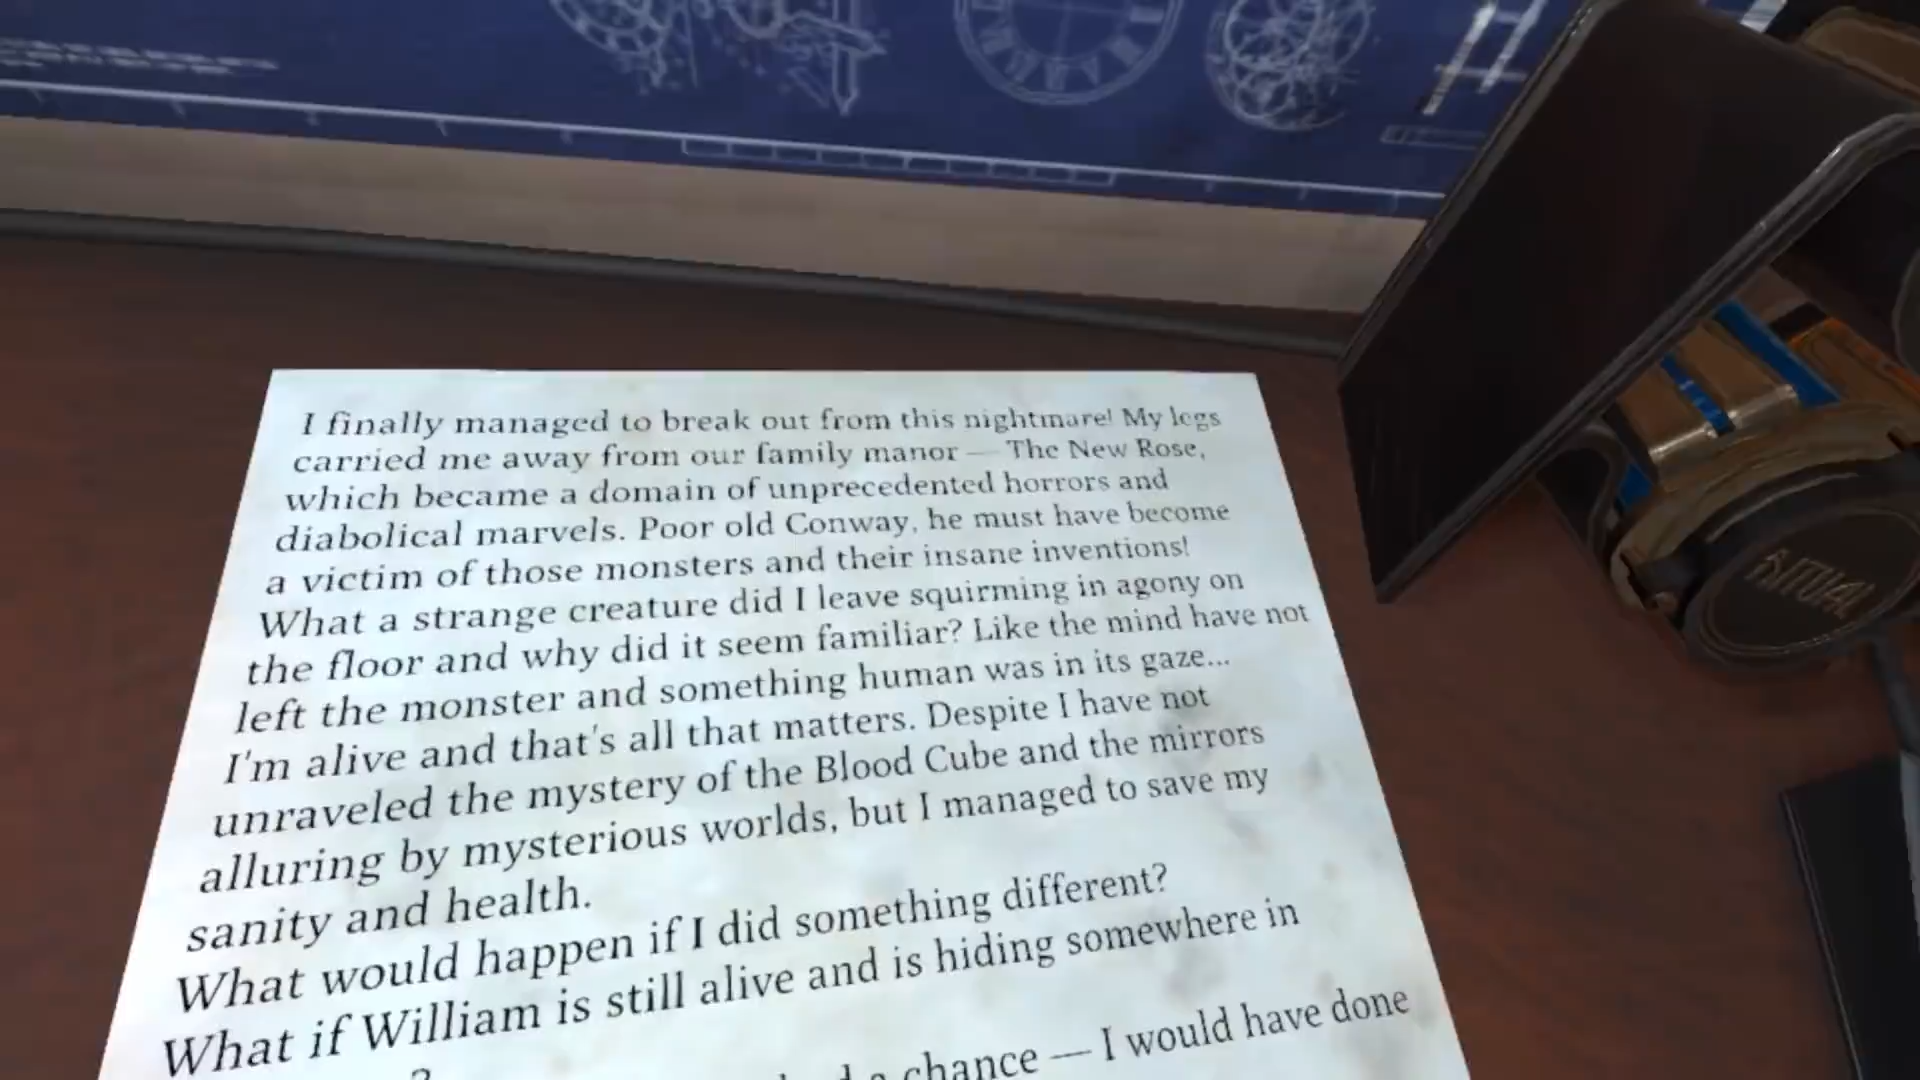 I finally managed to break out from this nightmare! My legs
carried me away from our family manor — The New Rose,
which became a domain of unprecedented horrors and
diabolical marvels. Poor old Conway, he must have become
a victim of those monsters and their insane inventions!
What a strange creature did I leave squirming in agony on
the floor and why did it seem familiar? Like the mind have not
left the monster and something human was in its gaze...
I'm alive and that's all that matters. Despite I have not
unraveled the mystery of the Blood Cube and the mirrors
alluring by mysterious worlds, but I managed to save my
sanity and health.
What would happen if I did something different?
What if William is still alive and is hiding somewhere in
a chance — I would have done
RITUAL